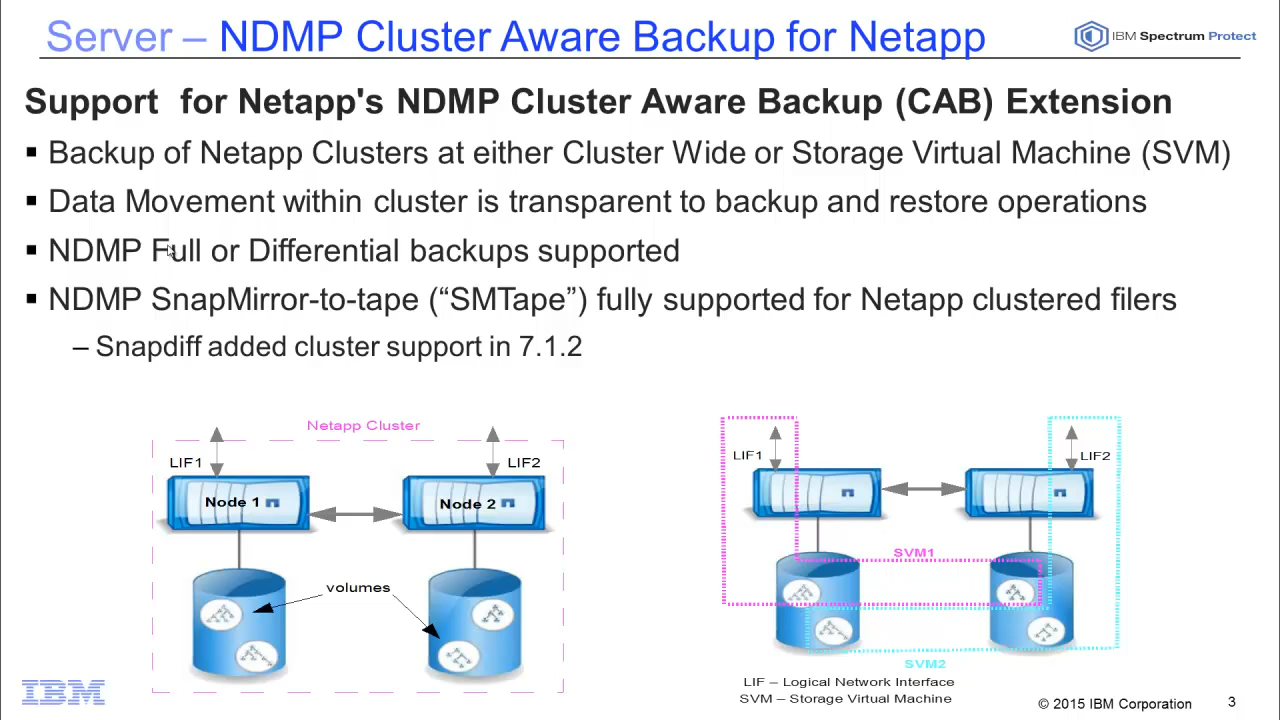 Server – NDMP Cluster Aware Backup for Netapp
IBM Spectrum Protect
Support for Netapp's NDMP Cluster Aware Backup (CAB) Extension
▪ Backup of Netapp Clusters at either Cluster Wide or Storage Virtual Machine (SVM)
▪ Data Movement within cluster is transparent to backup and restore operations
▪ NDMP Full or Differential backups supported
▪ NDMP SnapMirror-to-tape (“SMTape”) fully supported for Netapp clustered filers
– Snapdiff added cluster support in 7.1.2
Netapp Cluster
LIF1
LIF2
Node 1
Node 2
volumes
LIF1
LIF2
SVM1
SVM2
LIF – Logical Network Interface
SVM – Storage Virtual Machine
IBM
© 2015 IBM Corporation
3